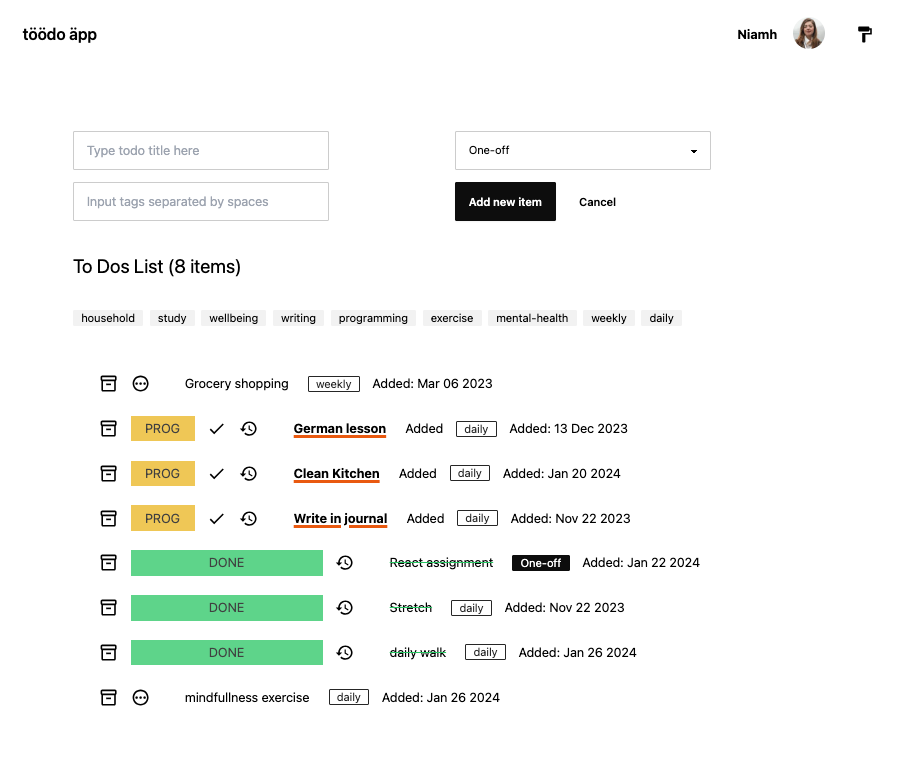 töödo äpp
Niamh
Type todo title here
One-off
Input tags separated by spaces
Add new item Cancel
To Dos List (8 items)
household study wellbeing writing programming exercise mental-health weekly daily
Grocery shopping weekly Added: Mar 06 2023
PROG German lesson Added daily Added: 13 Dec 2023
PROG Clean Kitchen Added daily Added: Jan 20 2024
PROG Write in journal Added daily Added: Nov 22 2023
DONE React assignment One-off Added: Jan 22 2024
DONE Stretch daily Added: Nov 22 2023
DONE daily walk daily Added: Jan 26 2024
mindfullness exercise daily Added: Jan 26 2024